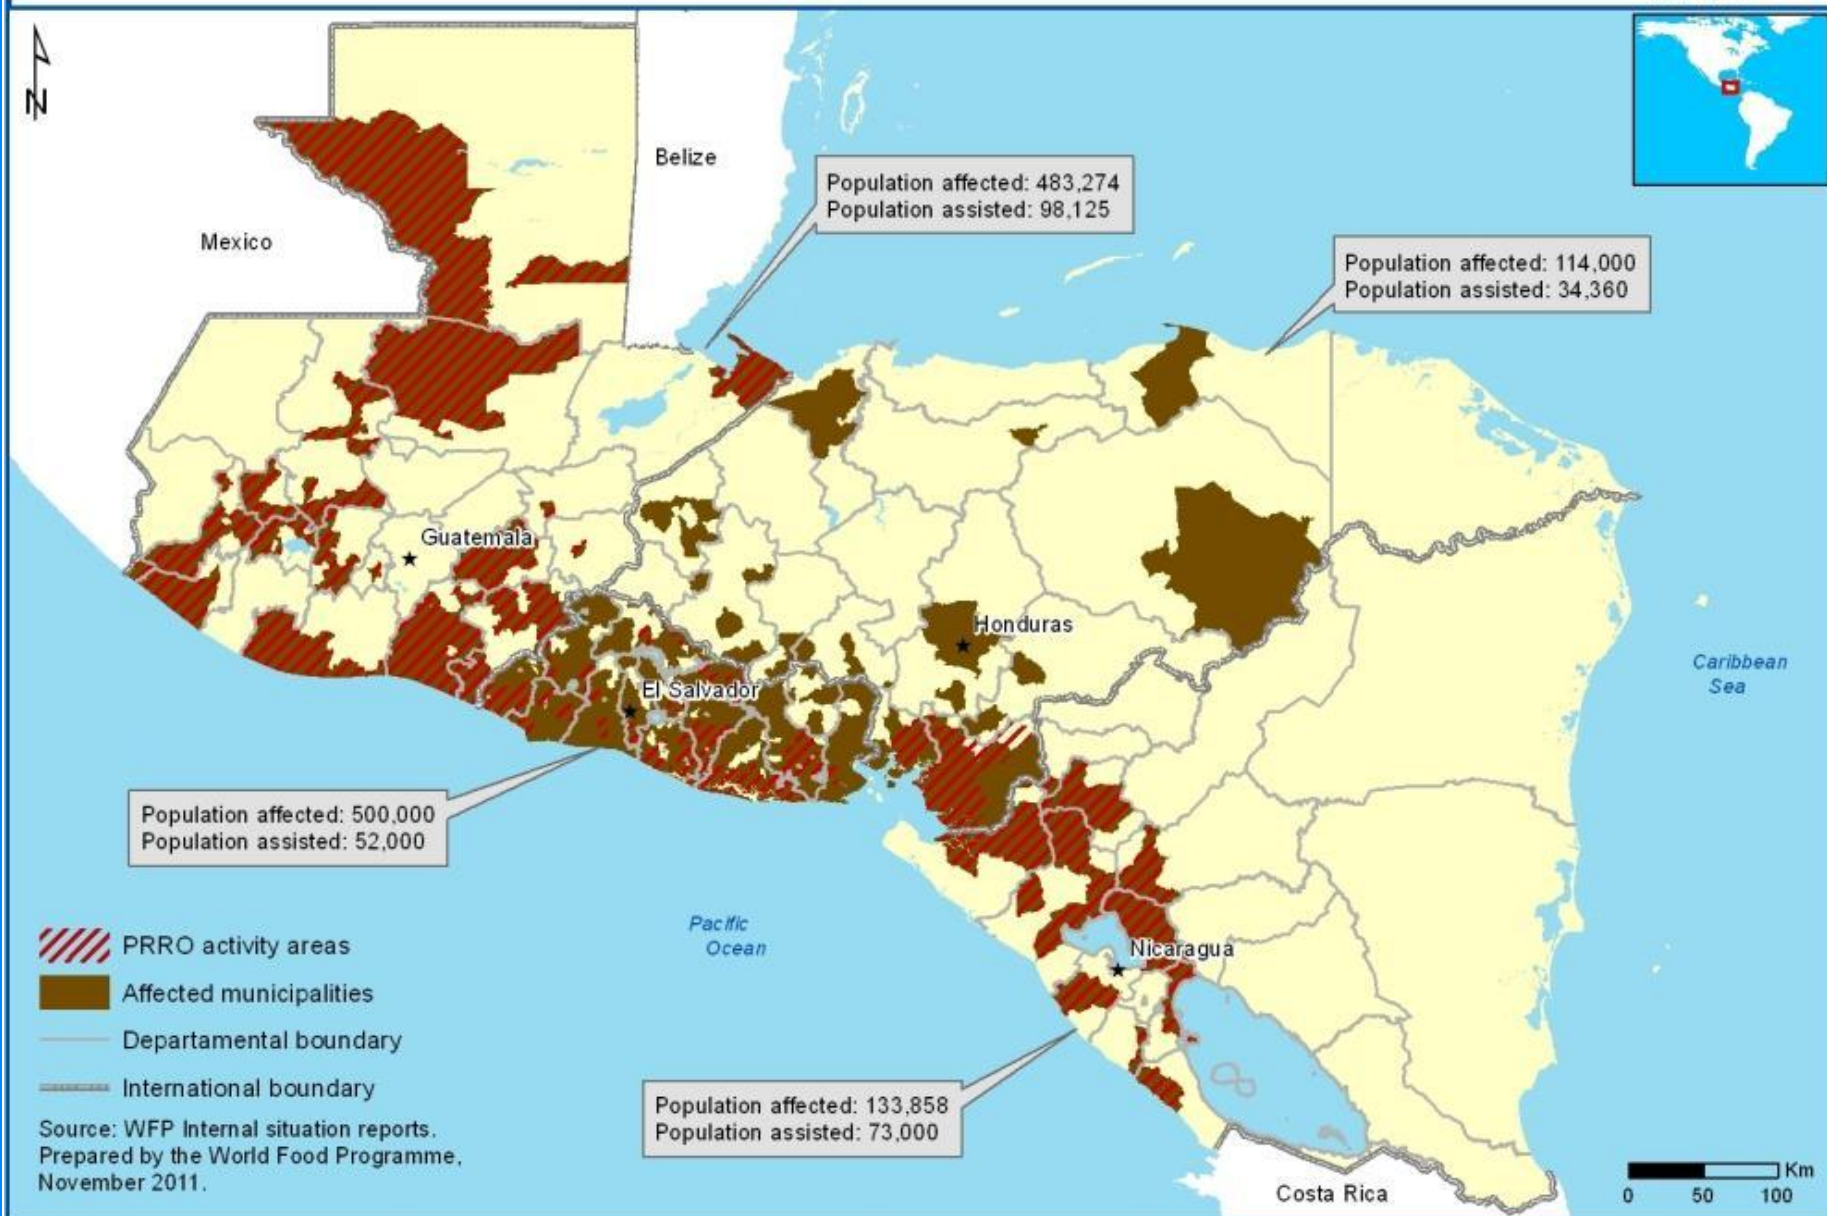 N
Belize
Mexico
Population affected: 483,274
Population assisted: 98,125
Population affected: 114,000
Population assisted: 34,360
Guatemala
Honduras
El Salvador
Caribbean
Sea
Population affected: 500,000
Population assisted: 52,000
Pacific
Ocean
Nicaragua
PRRO activity areas
Affected municipalities
Departamental boundary
International boundary
Population affected: 133,858
Population assisted: 73,000
Source: WFP Internal situation reports.
Prepared by the World Food Programme,
November 2011.
Costa Rica
Km
0 50 100